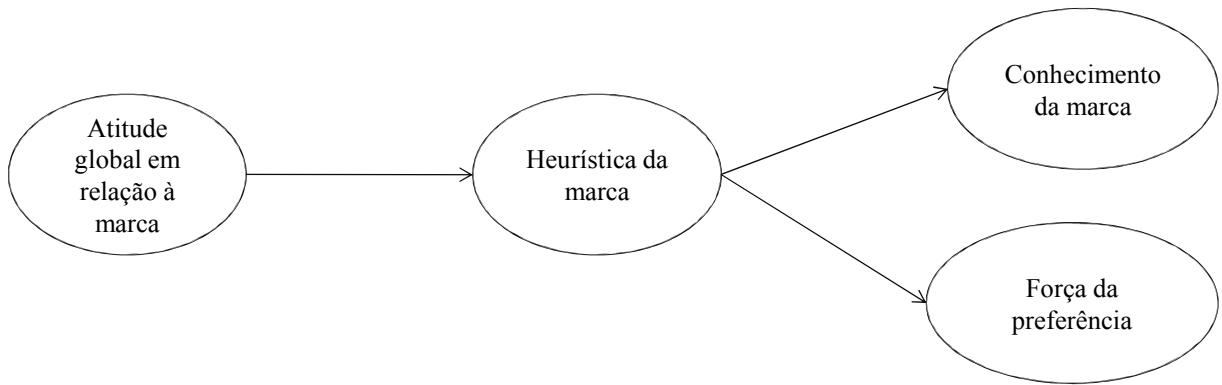 Atitude
global em
relação à
marca
Heurística da
marca
Conhecimento
da marca
Força da
preferência